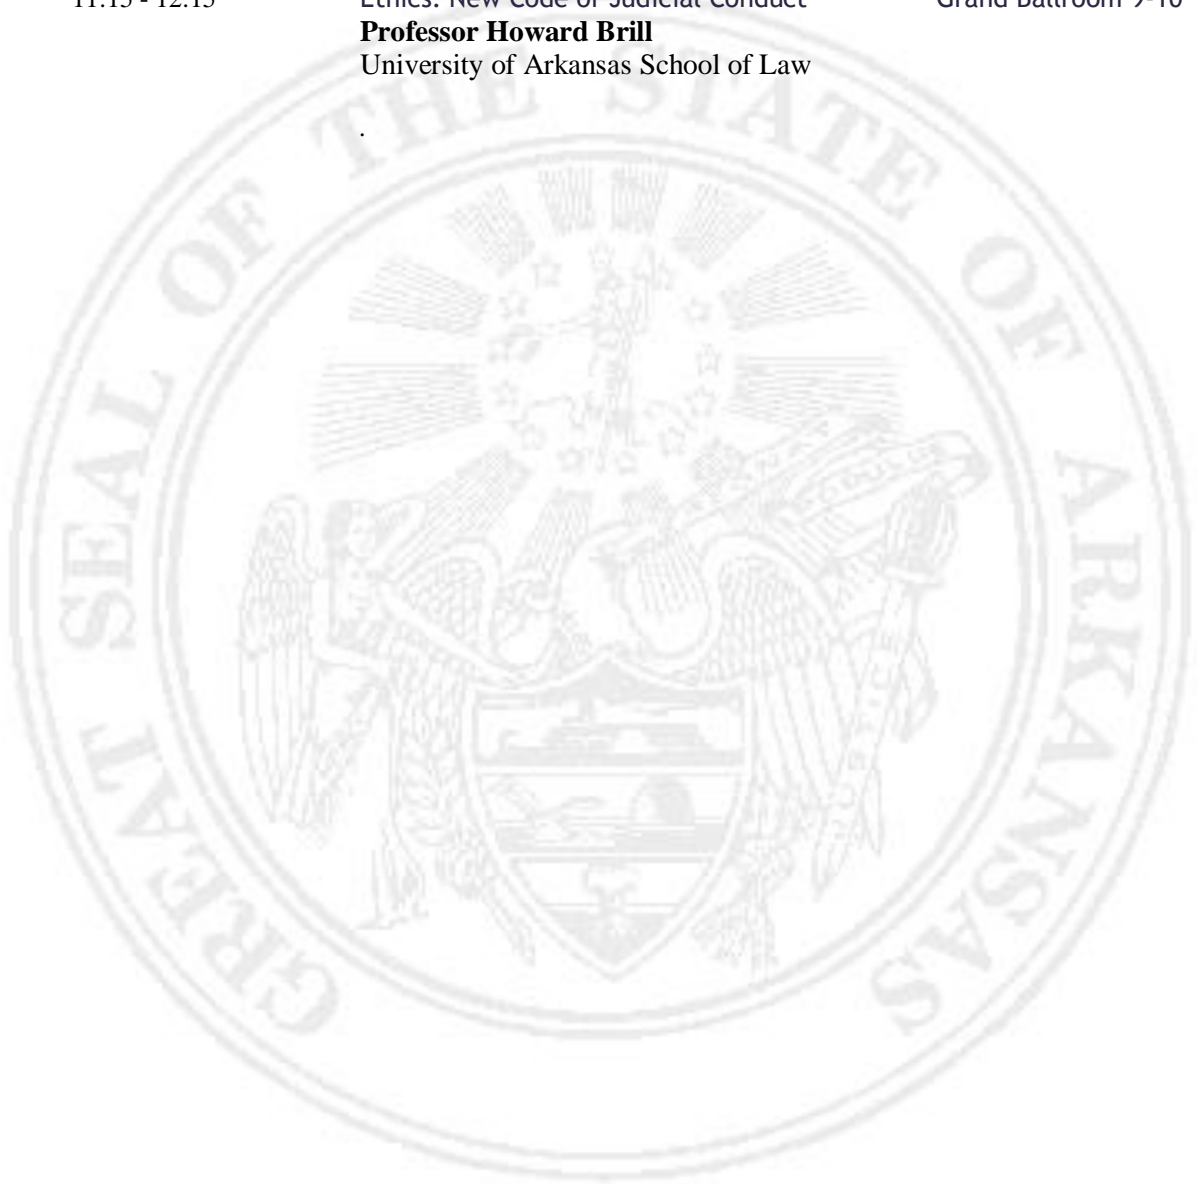 11:15 - 12:15 Ethics: New Code of Judicial Conduct Grand Ballroom 9-10
Professor Howard Brill
University of Arkansas School of Law
.
GREAT SEAL OF THE STATE OF ARKANSAS